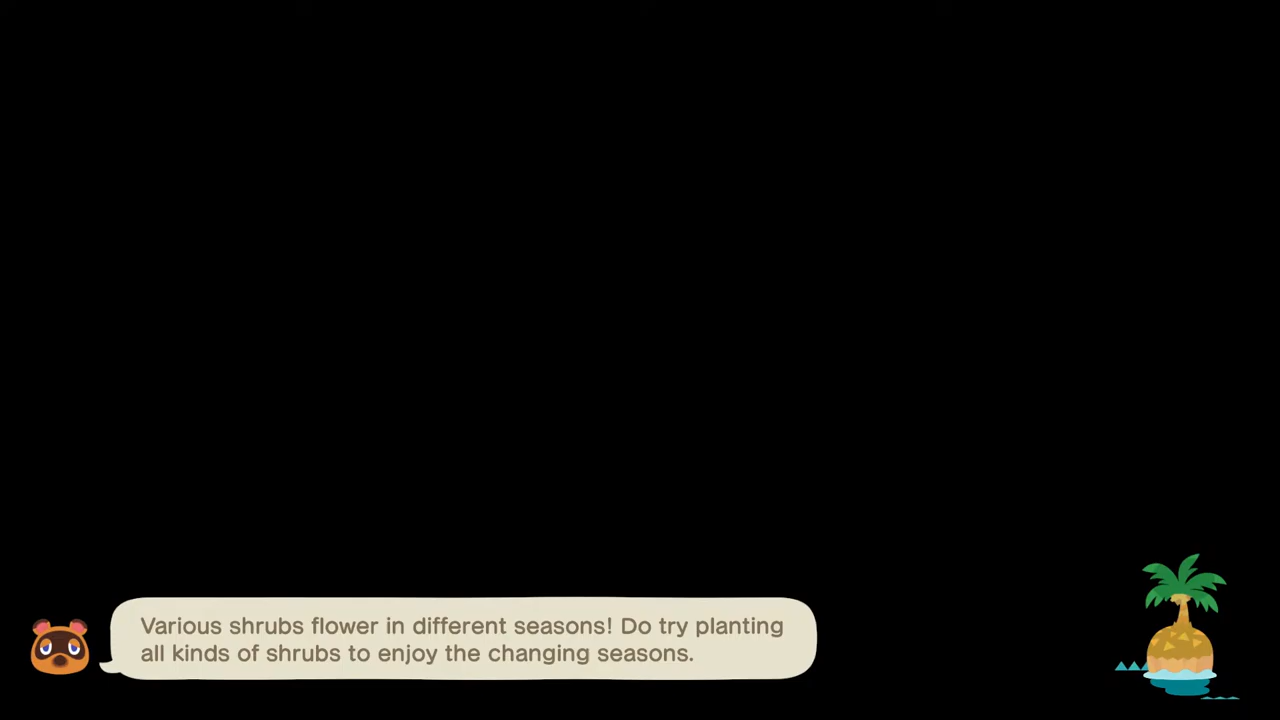 Various shrubs flower in different seasons! Do try planting
all kinds of shrubs to enjoy the changing seasons.